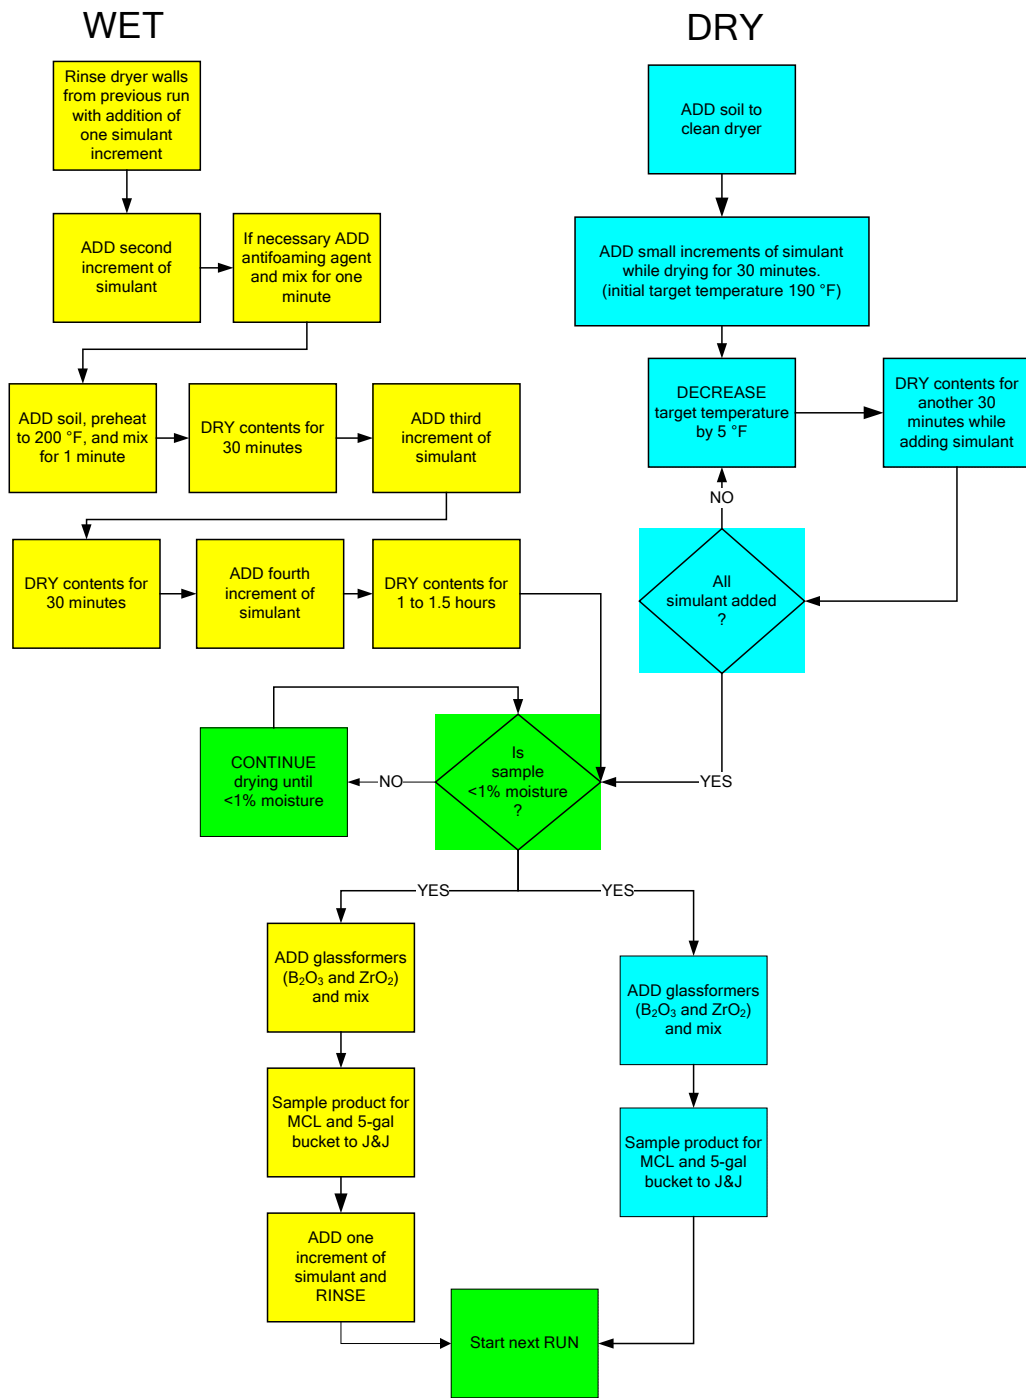 WET
DRY
Rinse dryer walls
from previous run
with addition of
one simulant
increment
ADD soil to
clean dryer
ADD second
increment of
simulant
If necessary ADD
antifoaming agent
and mix for one
minute
ADD small increments of simulant
while drying for 30 minutes.
(initial target temperature 190 °F)
ADD soil, preheat
to 200 °F, and mix
for 1 minute
DRY contents for
30 minutes
ADD third
increment of
simulant
DECREASE
target temperature
by 5 °F
DRY contents for
another 30
minutes while
adding simulant
NO
DRY contents for
30 minutes
ADD fourth
increment of
simulant
DRY contents for
1 to 1.5 hours
All
simulant added
?
CONTINUE
drying until
<1% moisture
NO
Is
sample
<1% moisture
?
YES
YES
YES
ADD glassformers
(B₂O₃ and ZrO₂)
and mix
ADD glassformers
(B₂O₃ and ZrO₂)
and mix
Sample product for
MCL and 5-gal
bucket to J&J
Sample product for
MCL and 5-gal
bucket to J&J
ADD one
increment of
simulant and
RINSE
Start next RUN